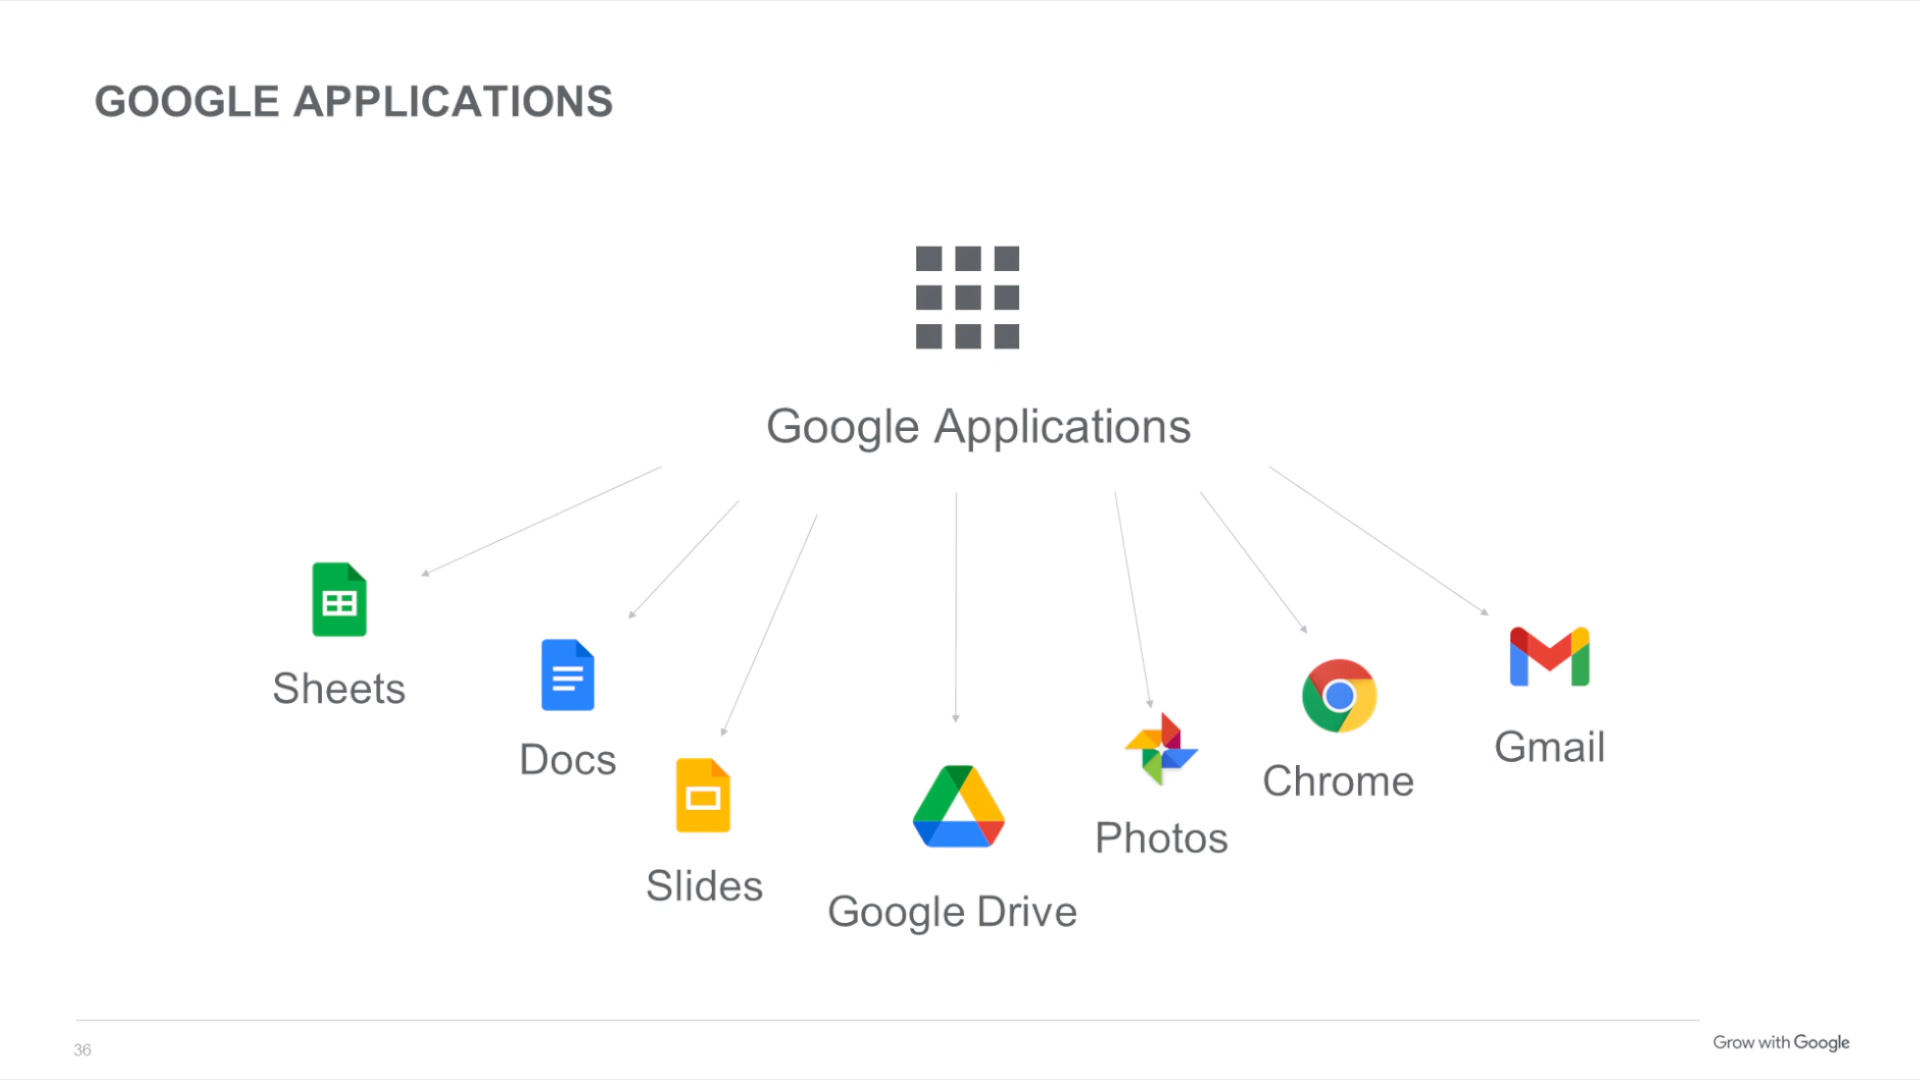 GOOGLE APPLICATIONS
Google Applications
Sheets
Docs
Slides
Google Drive
Photos
Chrome
Gmail
36
Grow with Google